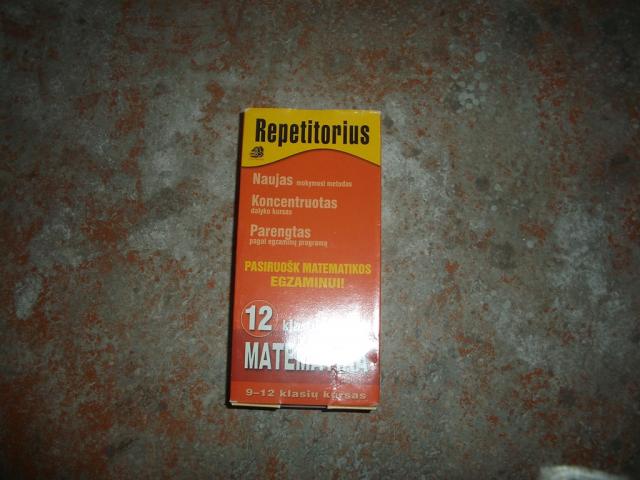 Repetitorius
Naujas mokymosi metodas
Koncentruotas
dalyko kursas
Parengtas
pagal egzaminų programą
PASIRUOŠK MATEMATIKOS
EGZAMINUI!
12
MATEMATIKA
9–12 klasių kursas